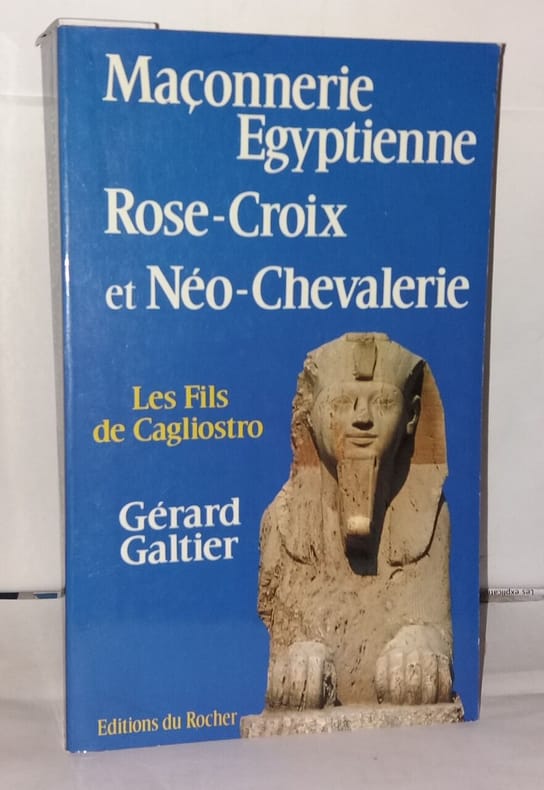 Maçonnerie
Egyptienne
Rose-Croix
et Néo-Chevalerie
Les Fils
de Cagliostro
Gérard
Galtier
Editions du Rocher